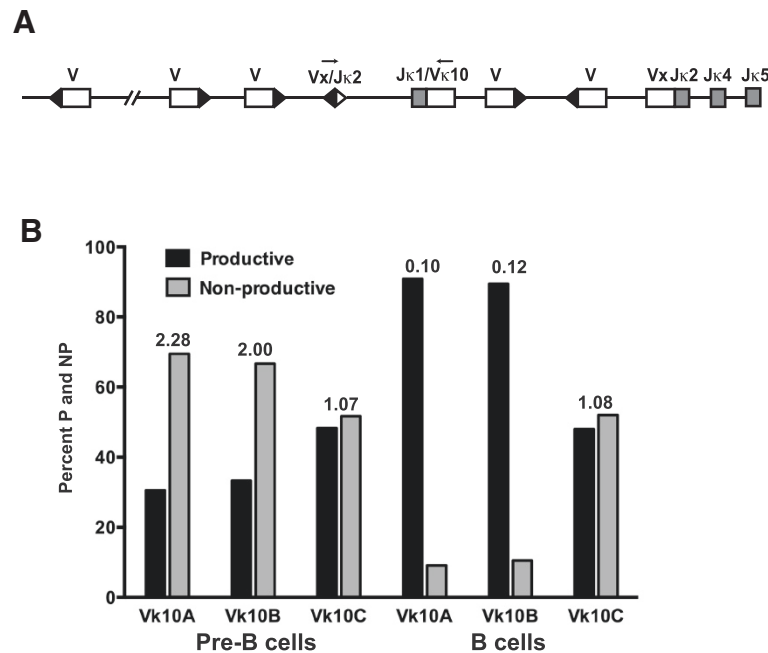 A
V V V Vx/Jκ2 Jκ1/Vκ10 V V VxJκ2 Jκ4 Jκ5
B
100
80
60
40
20
0
Percent P and NP
Productive
Non-productive
2.28 2.00 1.07 0.10 0.12 1.08
Vk10A Vk10B Vk10C Vk10A Vk10B Vk10C
Pre-B cells B cells